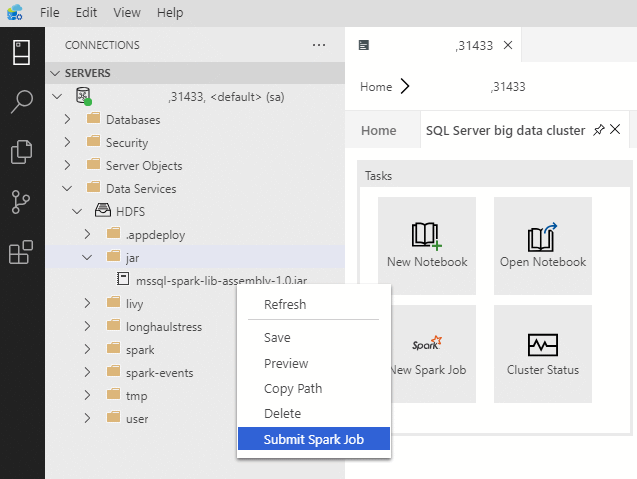 File Edit View Help
CONNECTIONS ...
SERVERS
,31433, <default> (sa)
Databases
Security
Server Objects
Data Services
HDFS
.appdeploy
jar
mssql-spark-lib-assembly-1.0.jar
livy
longhaulstress
spark
spark-events
tmp
user
Refresh
Save
Preview
Copy Path
Delete
Submit Spark Job
,31433
Home ,31433
Home SQL Server big data cluster
Tasks
New Notebook
Open Notebook
Spark
New Spark Job
Cluster Status